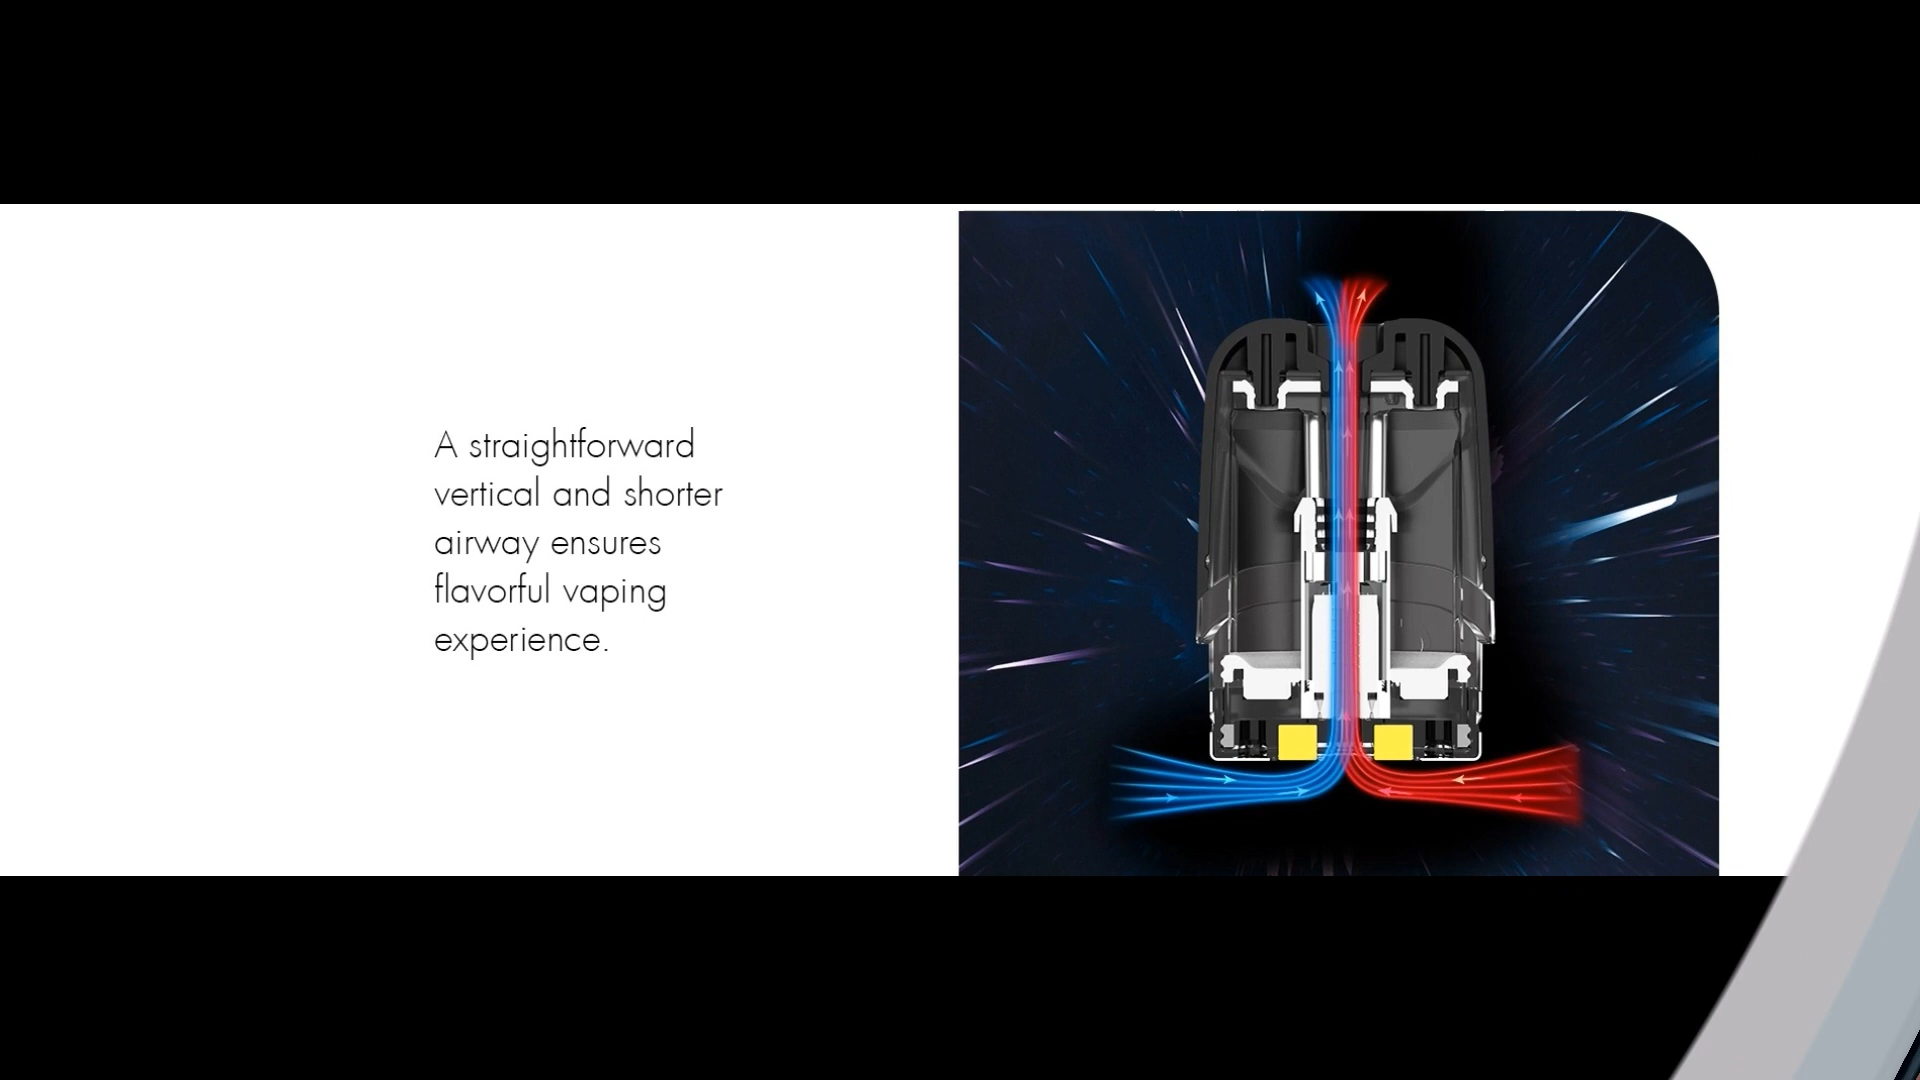 A straightforward
vertical and shorter
airway ensures
flavorful vaping
experience.